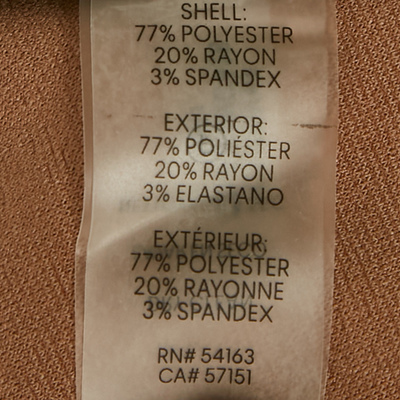 SHELL:
77% POLYESTER
20% RAYON
3% SPANDEX
EXTERIOR:
77% POLIÉSTER
20% RAYON
3% ELASTANO
EXTÉRIEUR:
77% POLYESTER
20% RAYONNE
3% SPANDEX
RN# 54163
CA# 57151